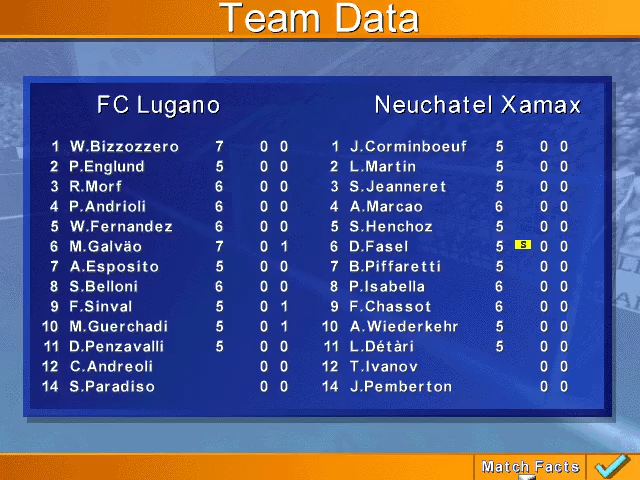 Team Data
FC Lugano Neuchatel Xamax
1 W.Bizzozzero 7 0 0 1 J.Corminboeuf 5 0 0
2 P.Englund 5 0 0 2 L.Martin 5 0 0
3 R.Morf 6 0 0 3 S.Jeanneret 5 0 0
4 P.Andrioli 6 0 0 4 A.Marcao 6 0 0
5 W.Fernandez 6 0 0 5 S.Henchoz 5 0 0
6 M.Galväo 7 0 1 6 D.Fasel 5 S 0 0
7 A.Esposito 5 0 0 7 B.Piffaretti 5 0 0
8 S.Belloni 6 0 0 8 P.Isabella 6 0 0
9 F.Sinval 5 0 1 9 F.Chassot 6 0 0
10 M.Guerchadi 5 0 1 10 A.Wiederkehr 5 0 0
11 D.Penzavalli 5 0 0 11 L.Détàri 5 0 0
12 C.Andreoli 0 0 12 T.Ivanov 0 0
14 S.Paradiso 0 0 14 J.Pemberton 0 0
Match Facts